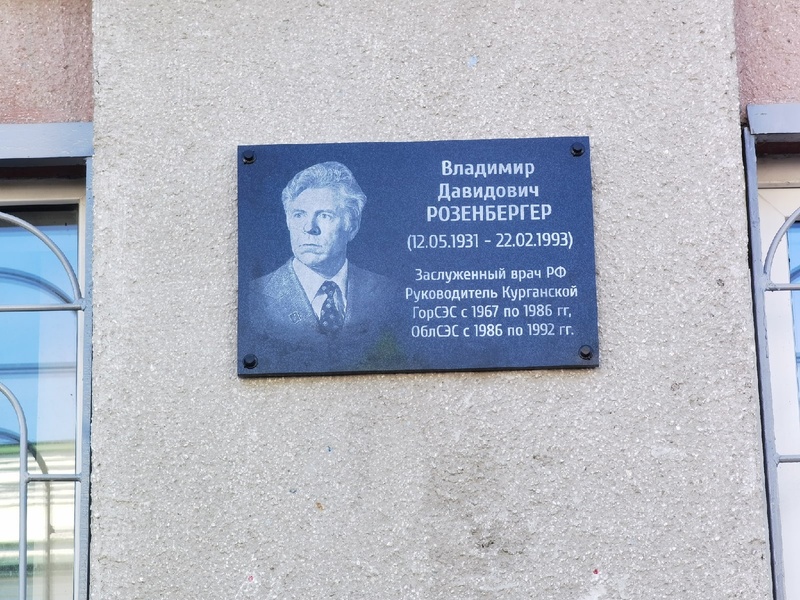 Владимир
Давидович
РОЗЕНБЕРГЕР
(12.05.1931 - 22.02.1993)
Заслуженный врач РФ
Руководитель Курганской
ГорСЭС с 1967 по 1986 гг,
ОблСЭС с 1986 по 1992 гг.